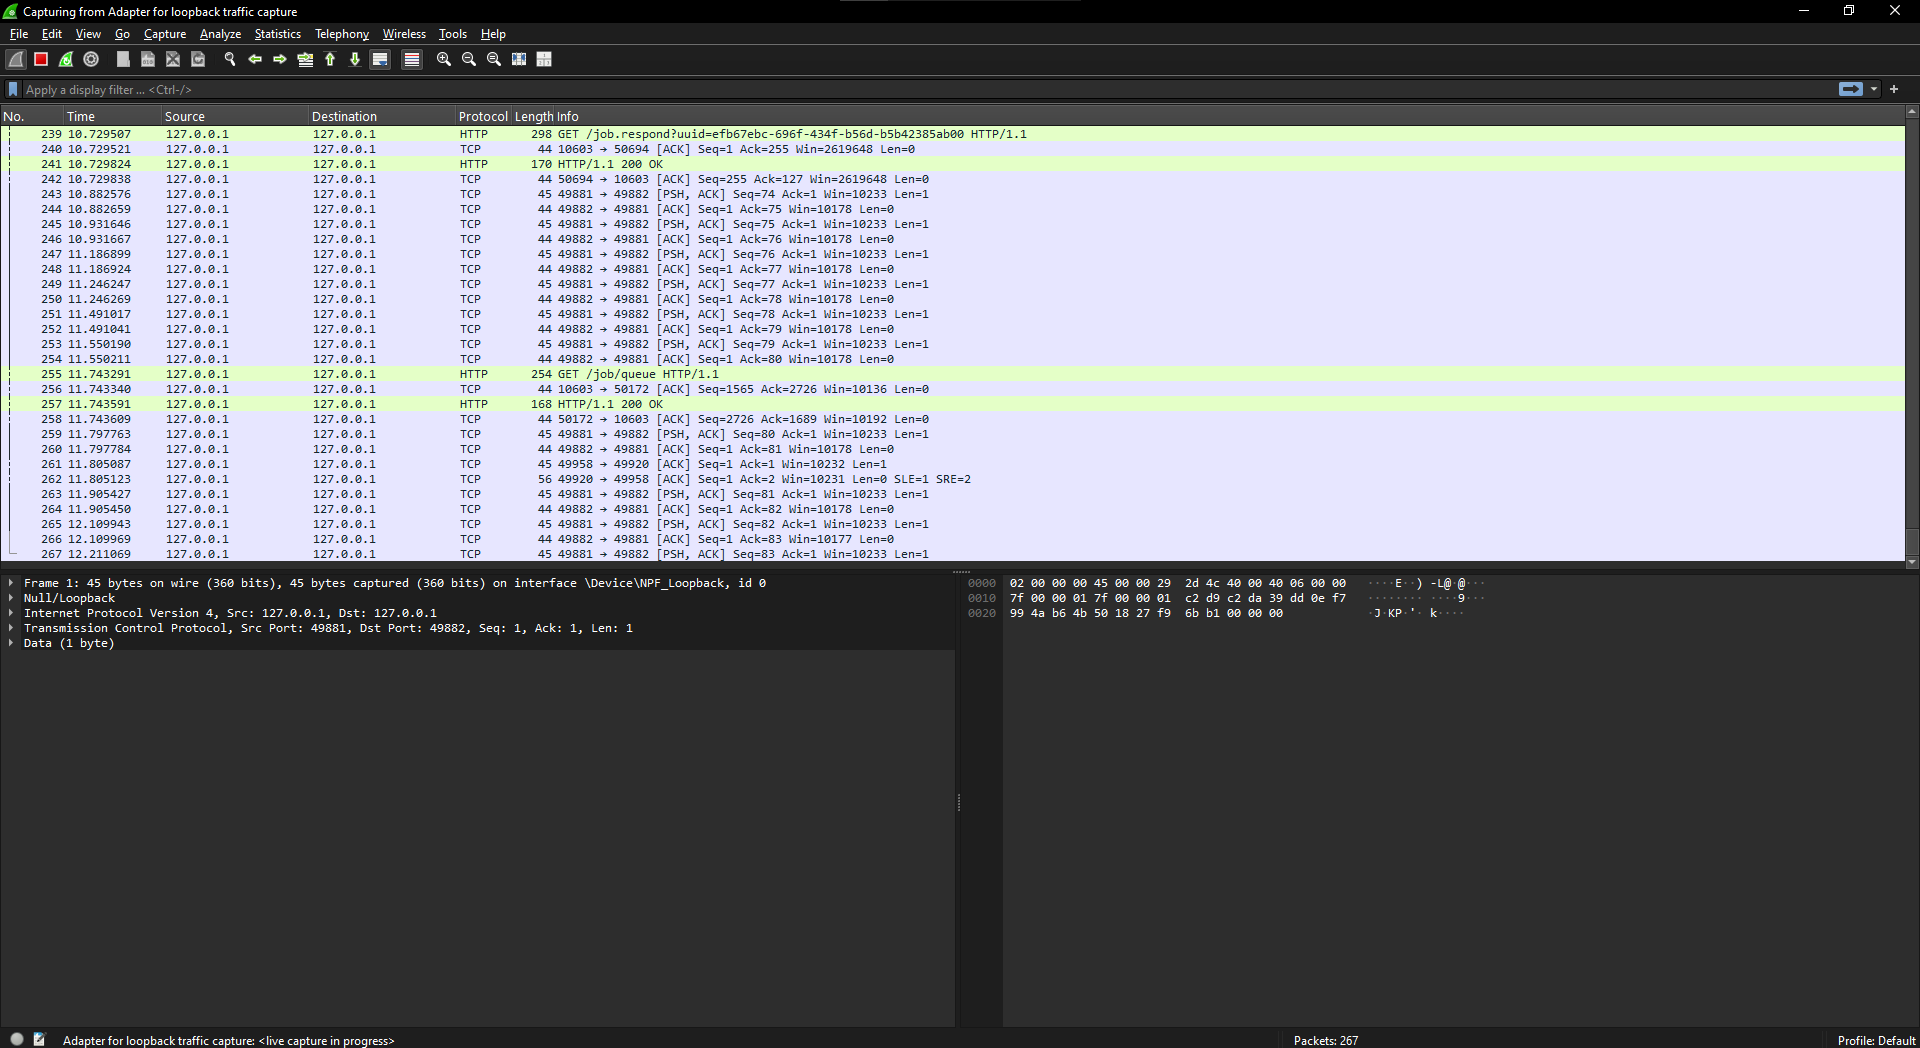 Capturing from Adapter for loopback traffic capture
File Edit View Go Capture Analyze Statistics Telephony Wireless Tools Help
Apply a display filter ... <Ctrl-/>
No. Time Source Destination Protocol Length Info
239 10.729507 127.0.0.1 127.0.0.1 HTTP 298 GET /job.respond?uuid=efb67ebc-696f-434f-b56d-b5b42385ab00 HTTP/1.1
240 10.729521 127.0.0.1 127.0.0.1 TCP 44 10603 → 50694 [ACK] Seq=1 Ack=255 Win=2619648 Len=0
241 10.729824 127.0.0.1 127.0.0.1 HTTP 170 HTTP/1.1 200 OK
242 10.729838 127.0.0.1 127.0.0.1 TCP 44 50694 → 10603 [ACK] Seq=255 Ack=127 Win=2619648 Len=0
243 10.882576 127.0.0.1 127.0.0.1 TCP 45 49881 → 49882 [PSH, ACK] Seq=74 Ack=1 Win=10233 Len=1
244 10.882659 127.0.0.1 127.0.0.1 TCP 44 49882 → 49881 [ACK] Seq=1 Ack=75 Win=10178 Len=0
245 10.931646 127.0.0.1 127.0.0.1 TCP 45 49881 → 49882 [PSH, ACK] Seq=75 Ack=1 Win=10233 Len=1
246 10.931667 127.0.0.1 127.0.0.1 TCP 44 49882 → 49881 [ACK] Seq=1 Ack=76 Win=10178 Len=0
247 11.186899 127.0.0.1 127.0.0.1 TCP 45 49881 → 49882 [PSH, ACK] Seq=76 Ack=1 Win=10233 Len=1
248 11.186924 127.0.0.1 127.0.0.1 TCP 44 49882 → 49881 [ACK] Seq=1 Ack=77 Win=10178 Len=0
249 11.246247 127.0.0.1 127.0.0.1 TCP 45 49881 → 49882 [PSH, ACK] Seq=77 Ack=1 Win=10233 Len=1
250 11.246269 127.0.0.1 127.0.0.1 TCP 44 49882 → 49881 [ACK] Seq=1 Ack=78 Win=10178 Len=0
251 11.491017 127.0.0.1 127.0.0.1 TCP 45 49881 → 49882 [PSH, ACK] Seq=78 Ack=1 Win=10233 Len=1
252 11.491041 127.0.0.1 127.0.0.1 TCP 44 49882 → 49881 [ACK] Seq=1 Ack=79 Win=10178 Len=0
253 11.550190 127.0.0.1 127.0.0.1 TCP 45 49881 → 49882 [PSH, ACK] Seq=79 Ack=1 Win=10233 Len=1
254 11.550211 127.0.0.1 127.0.0.1 TCP 44 49882 → 49881 [ACK] Seq=1 Ack=80 Win=10178 Len=0
255 11.743291 127.0.0.1 127.0.0.1 HTTP 254 GET /job/queue HTTP/1.1
256 11.743340 127.0.0.1 127.0.0.1 TCP 44 10603 → 50172 [ACK] Seq=1565 Ack=2726 Win=10136 Len=0
257 11.743591 127.0.0.1 127.0.0.1 HTTP 168 HTTP/1.1 200 OK
258 11.743609 127.0.0.1 127.0.0.1 TCP 44 50172 → 10603 [ACK] Seq=2726 Ack=1689 Win=10192 Len=0
259 11.797763 127.0.0.1 127.0.0.1 TCP 45 49881 → 49882 [PSH, ACK] Seq=80 Ack=1 Win=10233 Len=1
260 11.797784 127.0.0.1 127.0.0.1 TCP 44 49882 → 49881 [ACK] Seq=1 Ack=81 Win=10178 Len=0
261 11.805087 127.0.0.1 127.0.0.1 TCP 45 49958 → 49920 [ACK] Seq=1 Ack=1 Win=10232 Len=1
262 11.805123 127.0.0.1 127.0.0.1 TCP 56 49920 → 49958 [ACK] Seq=1 Ack=2 Win=10231 Len=0 SLE=1 SRE=2
263 11.905427 127.0.0.1 127.0.0.1 TCP 45 49881 → 49882 [PSH, ACK] Seq=81 Ack=1 Win=10233 Len=1
264 11.905450 127.0.0.1 127.0.0.1 TCP 44 49882 → 49881 [ACK] Seq=1 Ack=82 Win=10178 Len=0
265 12.109943 127.0.0.1 127.0.0.1 TCP 45 49881 → 49882 [PSH, ACK] Seq=82 Ack=1 Win=10233 Len=1
266 12.109969 127.0.0.1 127.0.0.1 TCP 44 49882 → 49881 [ACK] Seq=1 Ack=83 Win=10177 Len=0
267 12.211069 127.0.0.1 127.0.0.1 TCP 45 49881 → 49882 [PSH, ACK] Seq=83 Ack=1 Win=10233 Len=1
Frame 1: 45 bytes on wire (360 bits), 45 bytes captured (360 bits) on interface \Device\NPF_Loopback, id 0
Null/Loopback
Internet Protocol Version 4, Src: 127.0.0.1, Dst: 127.0.0.1
Transmission Control Protocol, Src Port: 49881, Dst Port: 49882, Seq: 1, Ack: 1, Len: 1
Data (1 byte)
0000 02 00 00 00 45 00 00 29 2d 4c 40 00 40 06 00 00 ····E··) -L@·@···
0010 7f 00 00 01 7f 00 00 01 c2 d9 c2 da 39 dd 0e f7 ········ ····9···
0020 99 4a b6 4b 50 18 27 f9 6b b1 00 00 00 ·J·KP·'· k····
Adapter for loopback traffic capture: <live capture in progress>
Packets: 267
Profile: Default